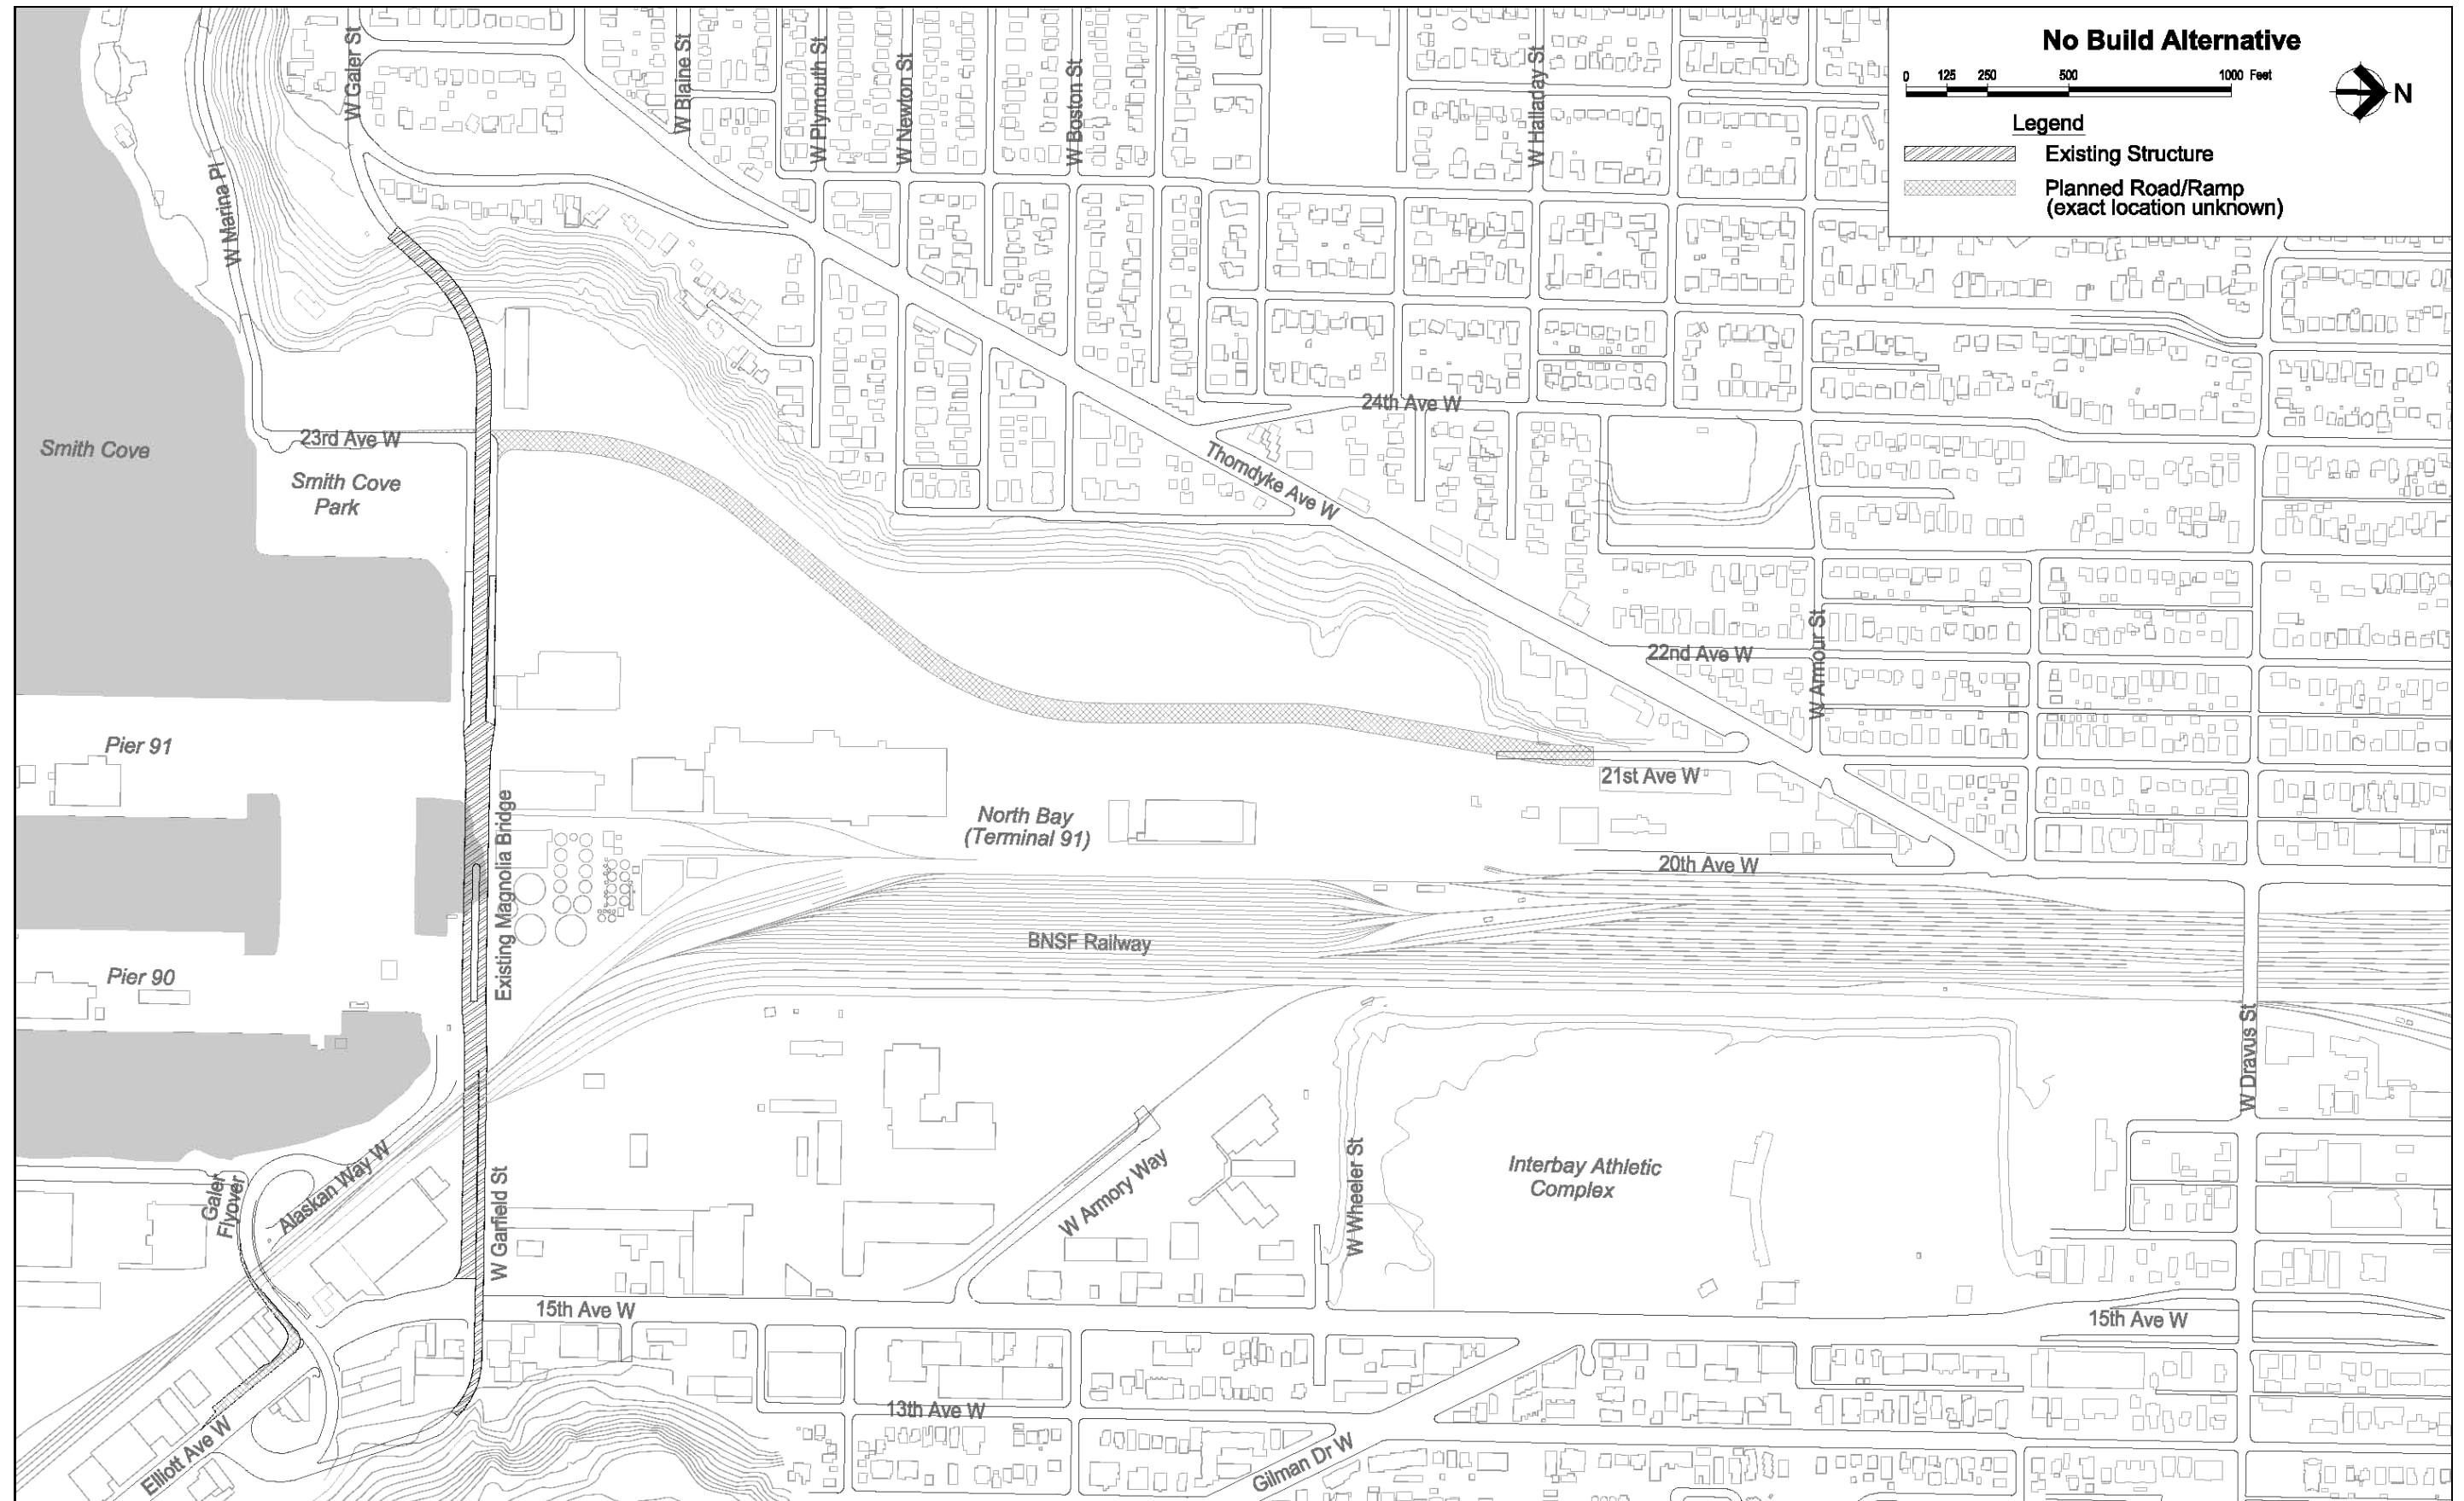 No Build Alternative
0 125 250 500 1000 Feet
N
Legend
Existing Structure
Planned Road/Ramp
(exact location unknown)
W Galer St
W Blaine St
W Plymouth St
W Newton St
W Boston St
W Halladay St
W Marina Pl
24th Ave W
Thorndyke Ave W
23rd Ave W
Smith Cove
Smith Cove
Park
22nd Ave W
W Armour St
21st Ave W
Pier 91
Existing Magnolia Bridge
North Bay
(Terminal 91)
20th Ave W
BNSF Railway
Pier 90
W Dravus St
Galer
Flyover
Alaskan Way W
W Garfield St
W Armory Way
W Wheeler St
Interbay Athletic
Complex
15th Ave W
15th Ave W
13th Ave W
Elliott Ave W
Gilman Dr W